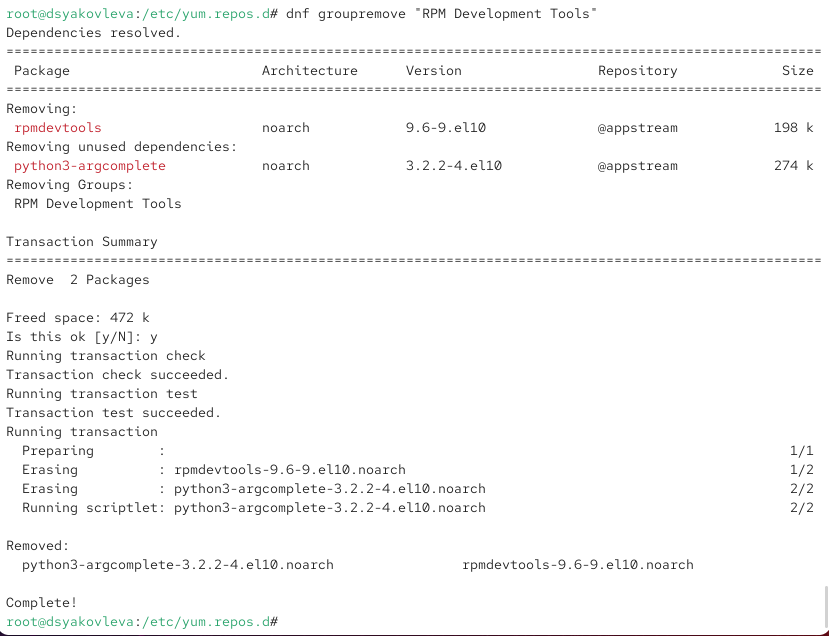 root@dsyakovleva:/etc/yum.repos.d# dnf groupremove "RPM Development Tools"
Dependencies resolved.
======================================================================================================
 Package                        Architecture      Version                 Repository             Size
======================================================================================================
Removing:
 rpmdevtools                    noarch            9.6-9.el10              @appstream            198 k
Removing unused dependencies:
 python3-argcomplete            noarch            3.2.2-4.el10            @appstream            274 k
Removing Groups:
 RPM Development Tools

Transaction Summary
======================================================================================================
Remove  2 Packages

Freed space: 472 k
Is this ok [y/N]: y
Running transaction check
Transaction check succeeded.
Running transaction test
Transaction test succeeded.
Running transaction
  Preparing        :                                                                              1/1
  Erasing          : rpmdevtools-9.6-9.el10.noarch                                                1/2
  Erasing          : python3-argcomplete-3.2.2-4.el10.noarch                                      2/2
  Running scriptlet: python3-argcomplete-3.2.2-4.el10.noarch                                      2/2

Removed:
  python3-argcomplete-3.2.2-4.el10.noarch                rpmdevtools-9.6-9.el10.noarch

Complete!
root@dsyakovleva:/etc/yum.repos.d#